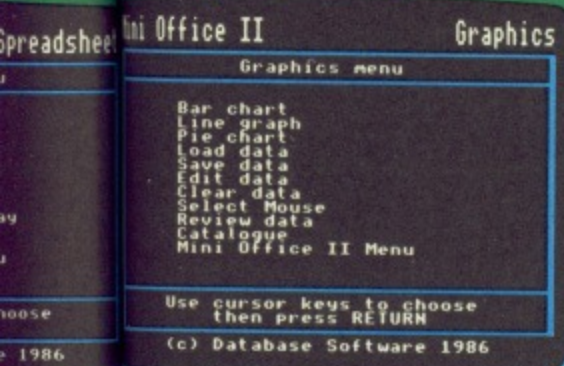 Spreadsheet
u
ay
u
hoose
e 1986
ini Office II Graphics
Graphics menu
Bar chart
Line graph
Pie chart
Load data
Save data
Edit data
Clear data
Select Mouse
Review data
Catalogue
Mini Office II Menu
Use cursor keys to choose
then press RETURN
(c) Database Software 1986